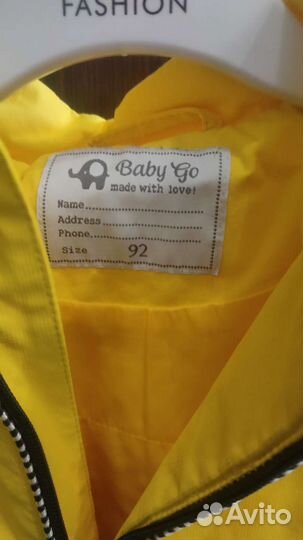 FASHION
Baby Go
made with love!
Name
Address
Phone
Size 92
Avito